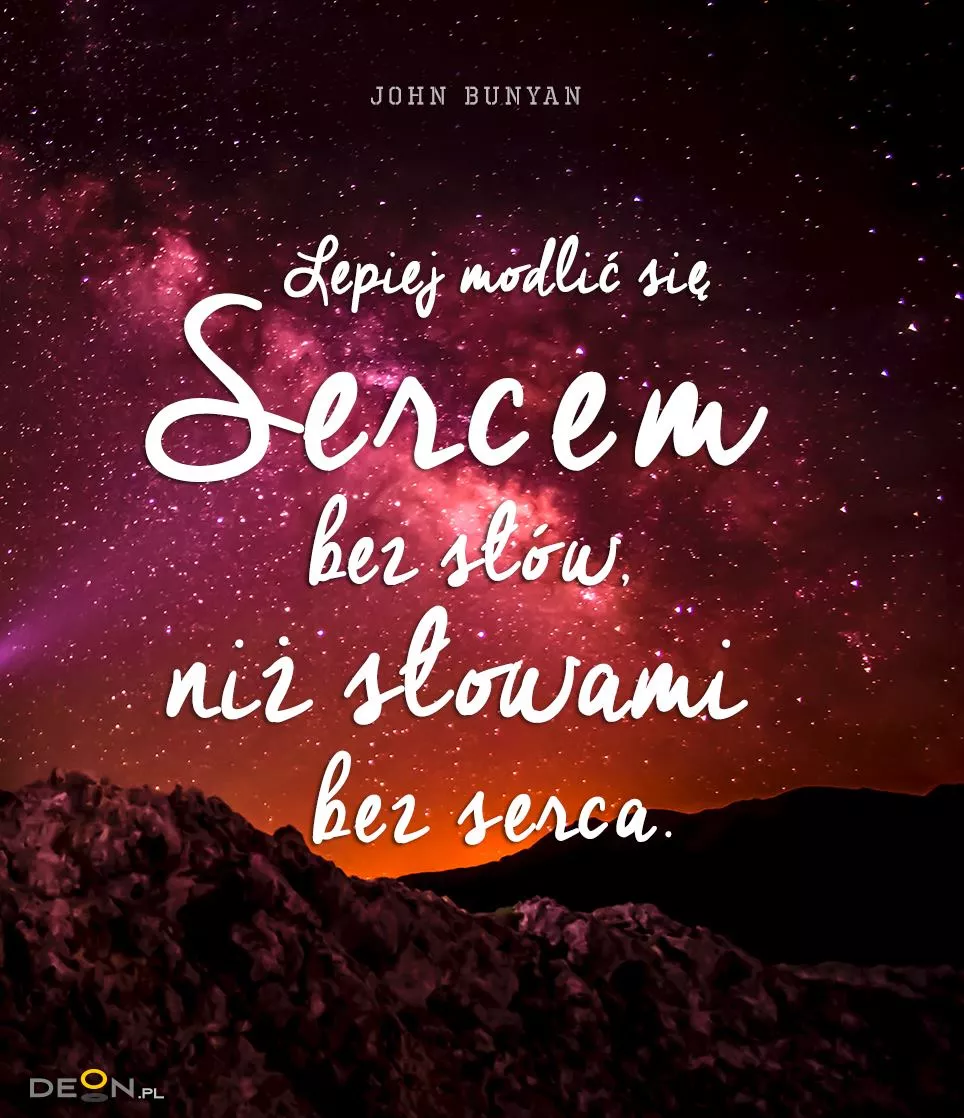 JOHN BUNYAN
Lepiej modlić się
Sercem
bez słów,
niż słowami
bez serca.
DEON.PL